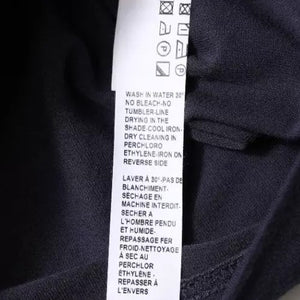 P
P
WASH IN WATER 30°
NO BLEACH-NO
TUMBLER-LINE
DRYING IN THE
SHADE-COOL IRON-
DRY CLEANING IN
PERCHLORO
ETHYLENE-IRON ON
REVERSE SIDE
LAVER À 30°-PAS DE
BLANCHIMENT-
SÉCHAGE EN
MACHINE INTERDIT-
SÉCHER A
L'HOMBRE PENDU
ET HUMIDE-
REPASSAGE FER
FROID-NETTOYAGE
À SEC AU
PERCHLOR
ÉTHYLÈNE -
REPASSER À
L'ENVERS